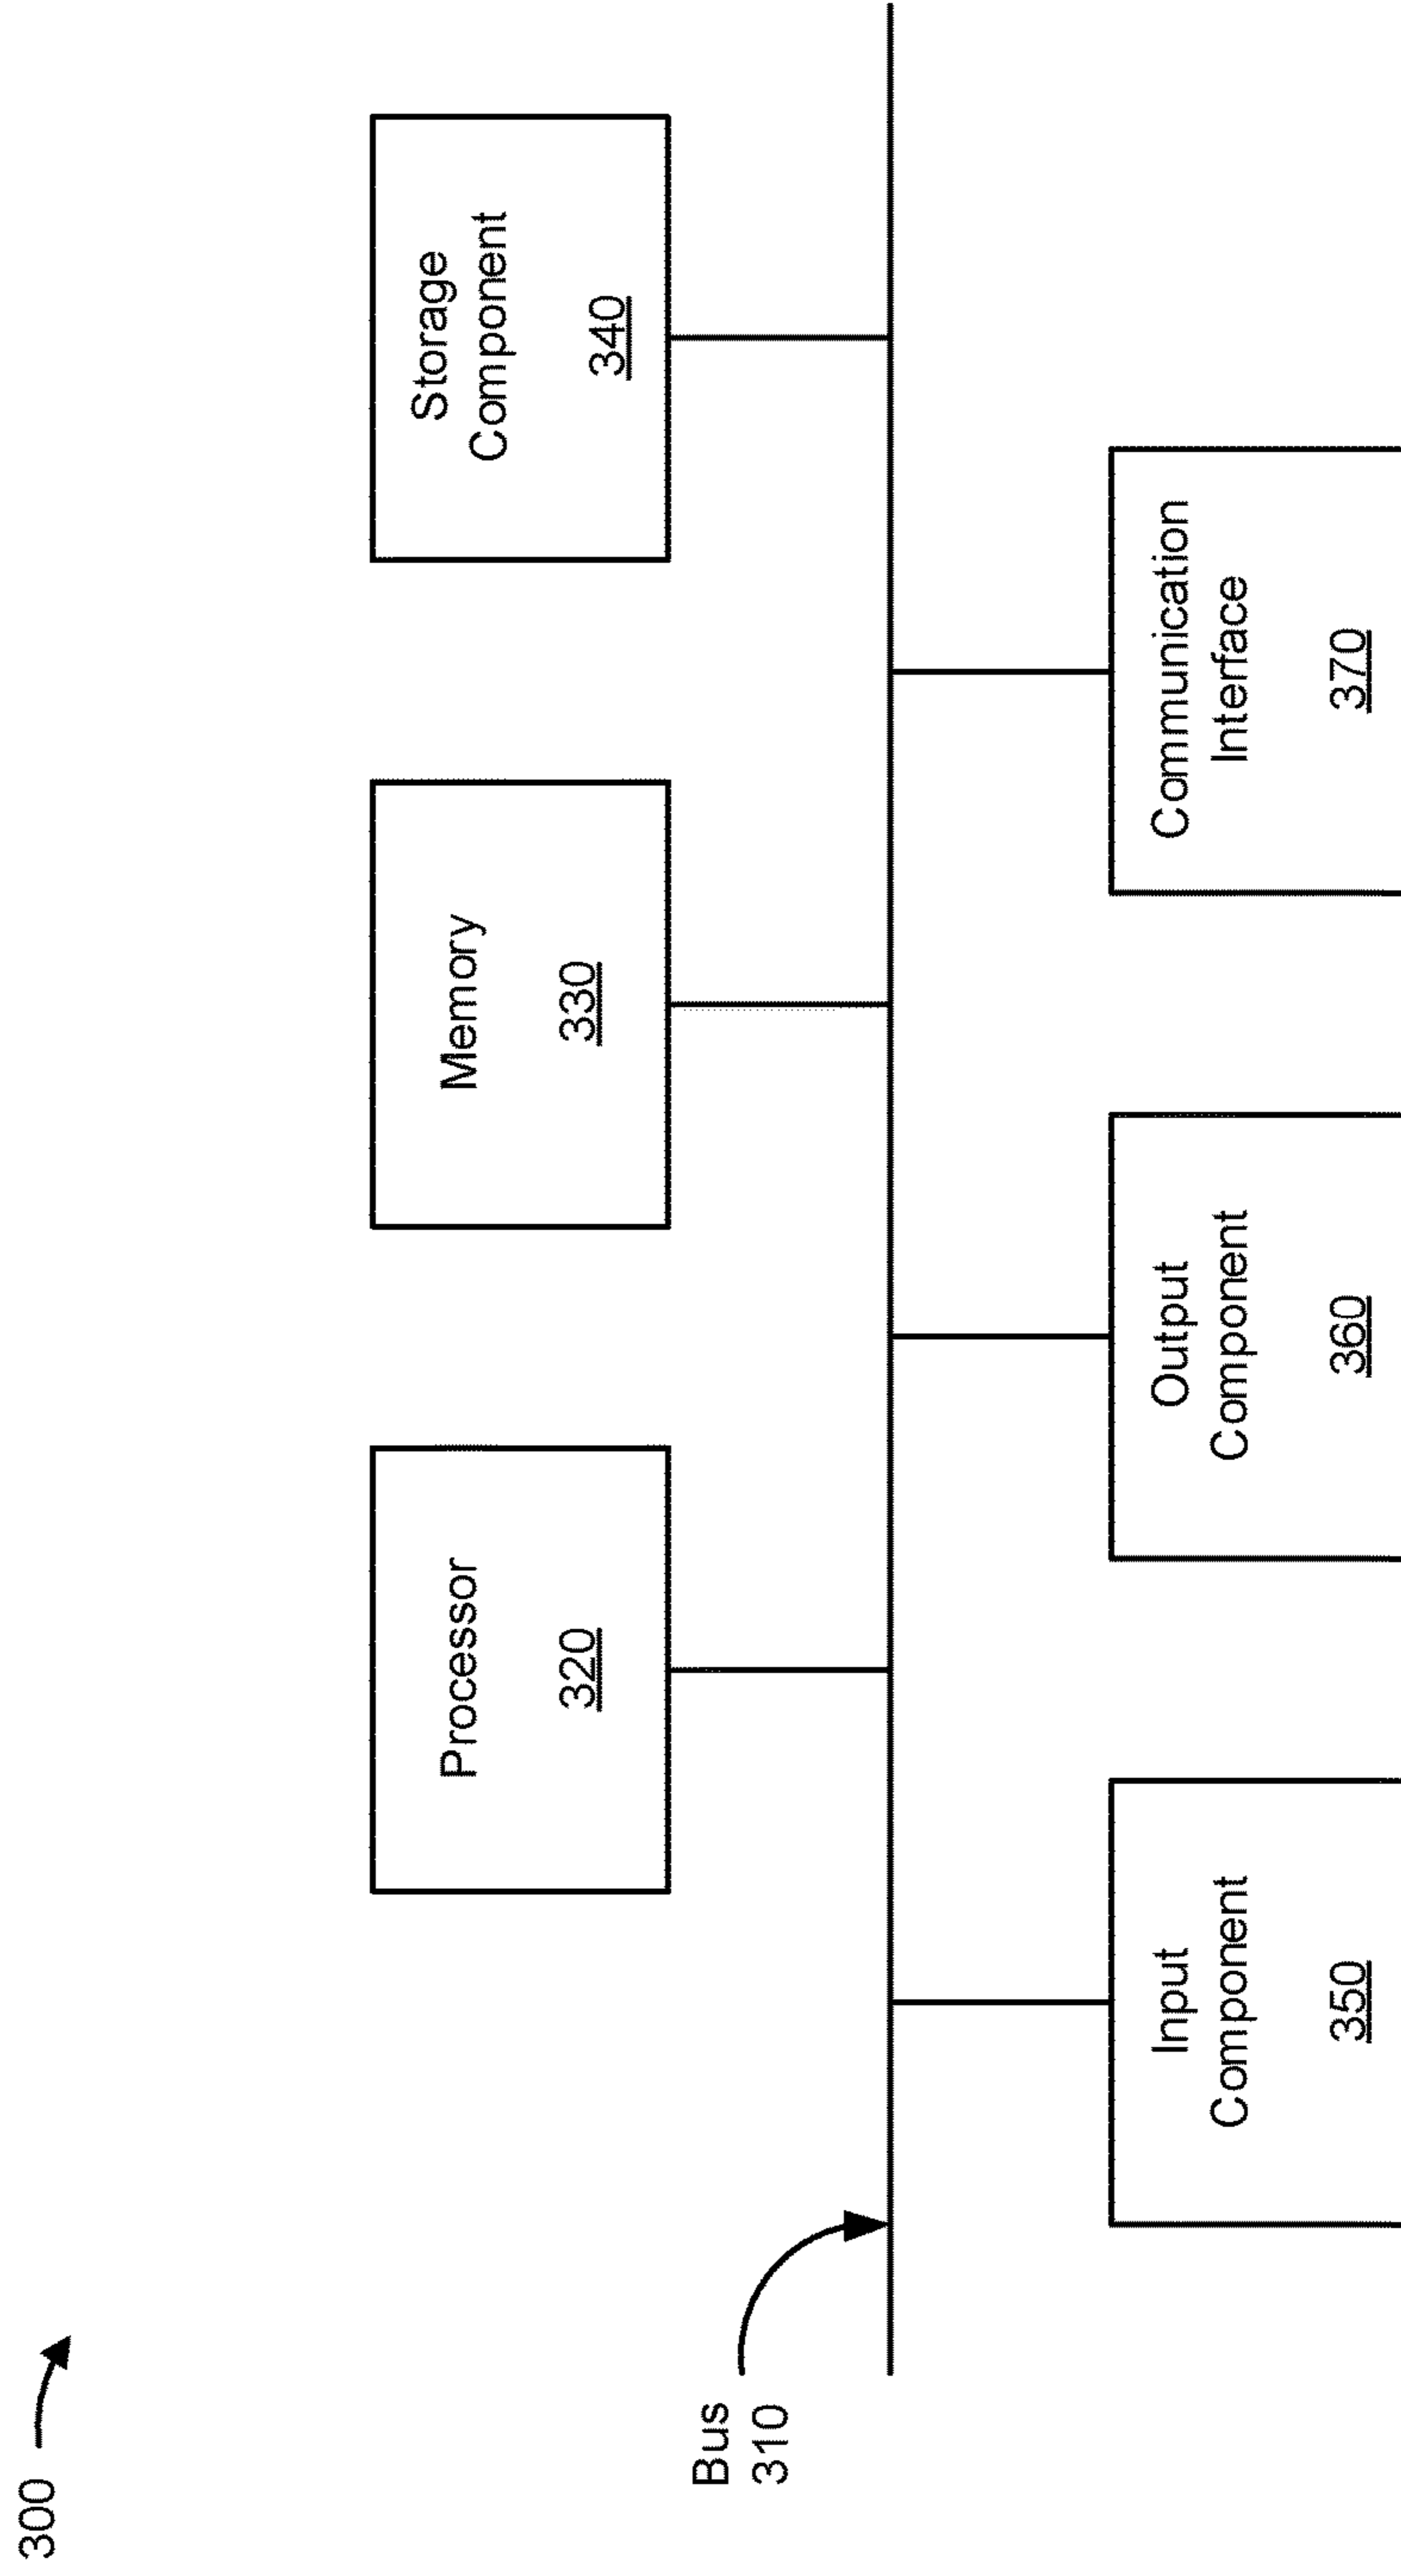 300
Processor
320
Memory
330
Storage
Component
340
Bus
310
Input
Component
350
Output
Component
360
Communication
Interface
370